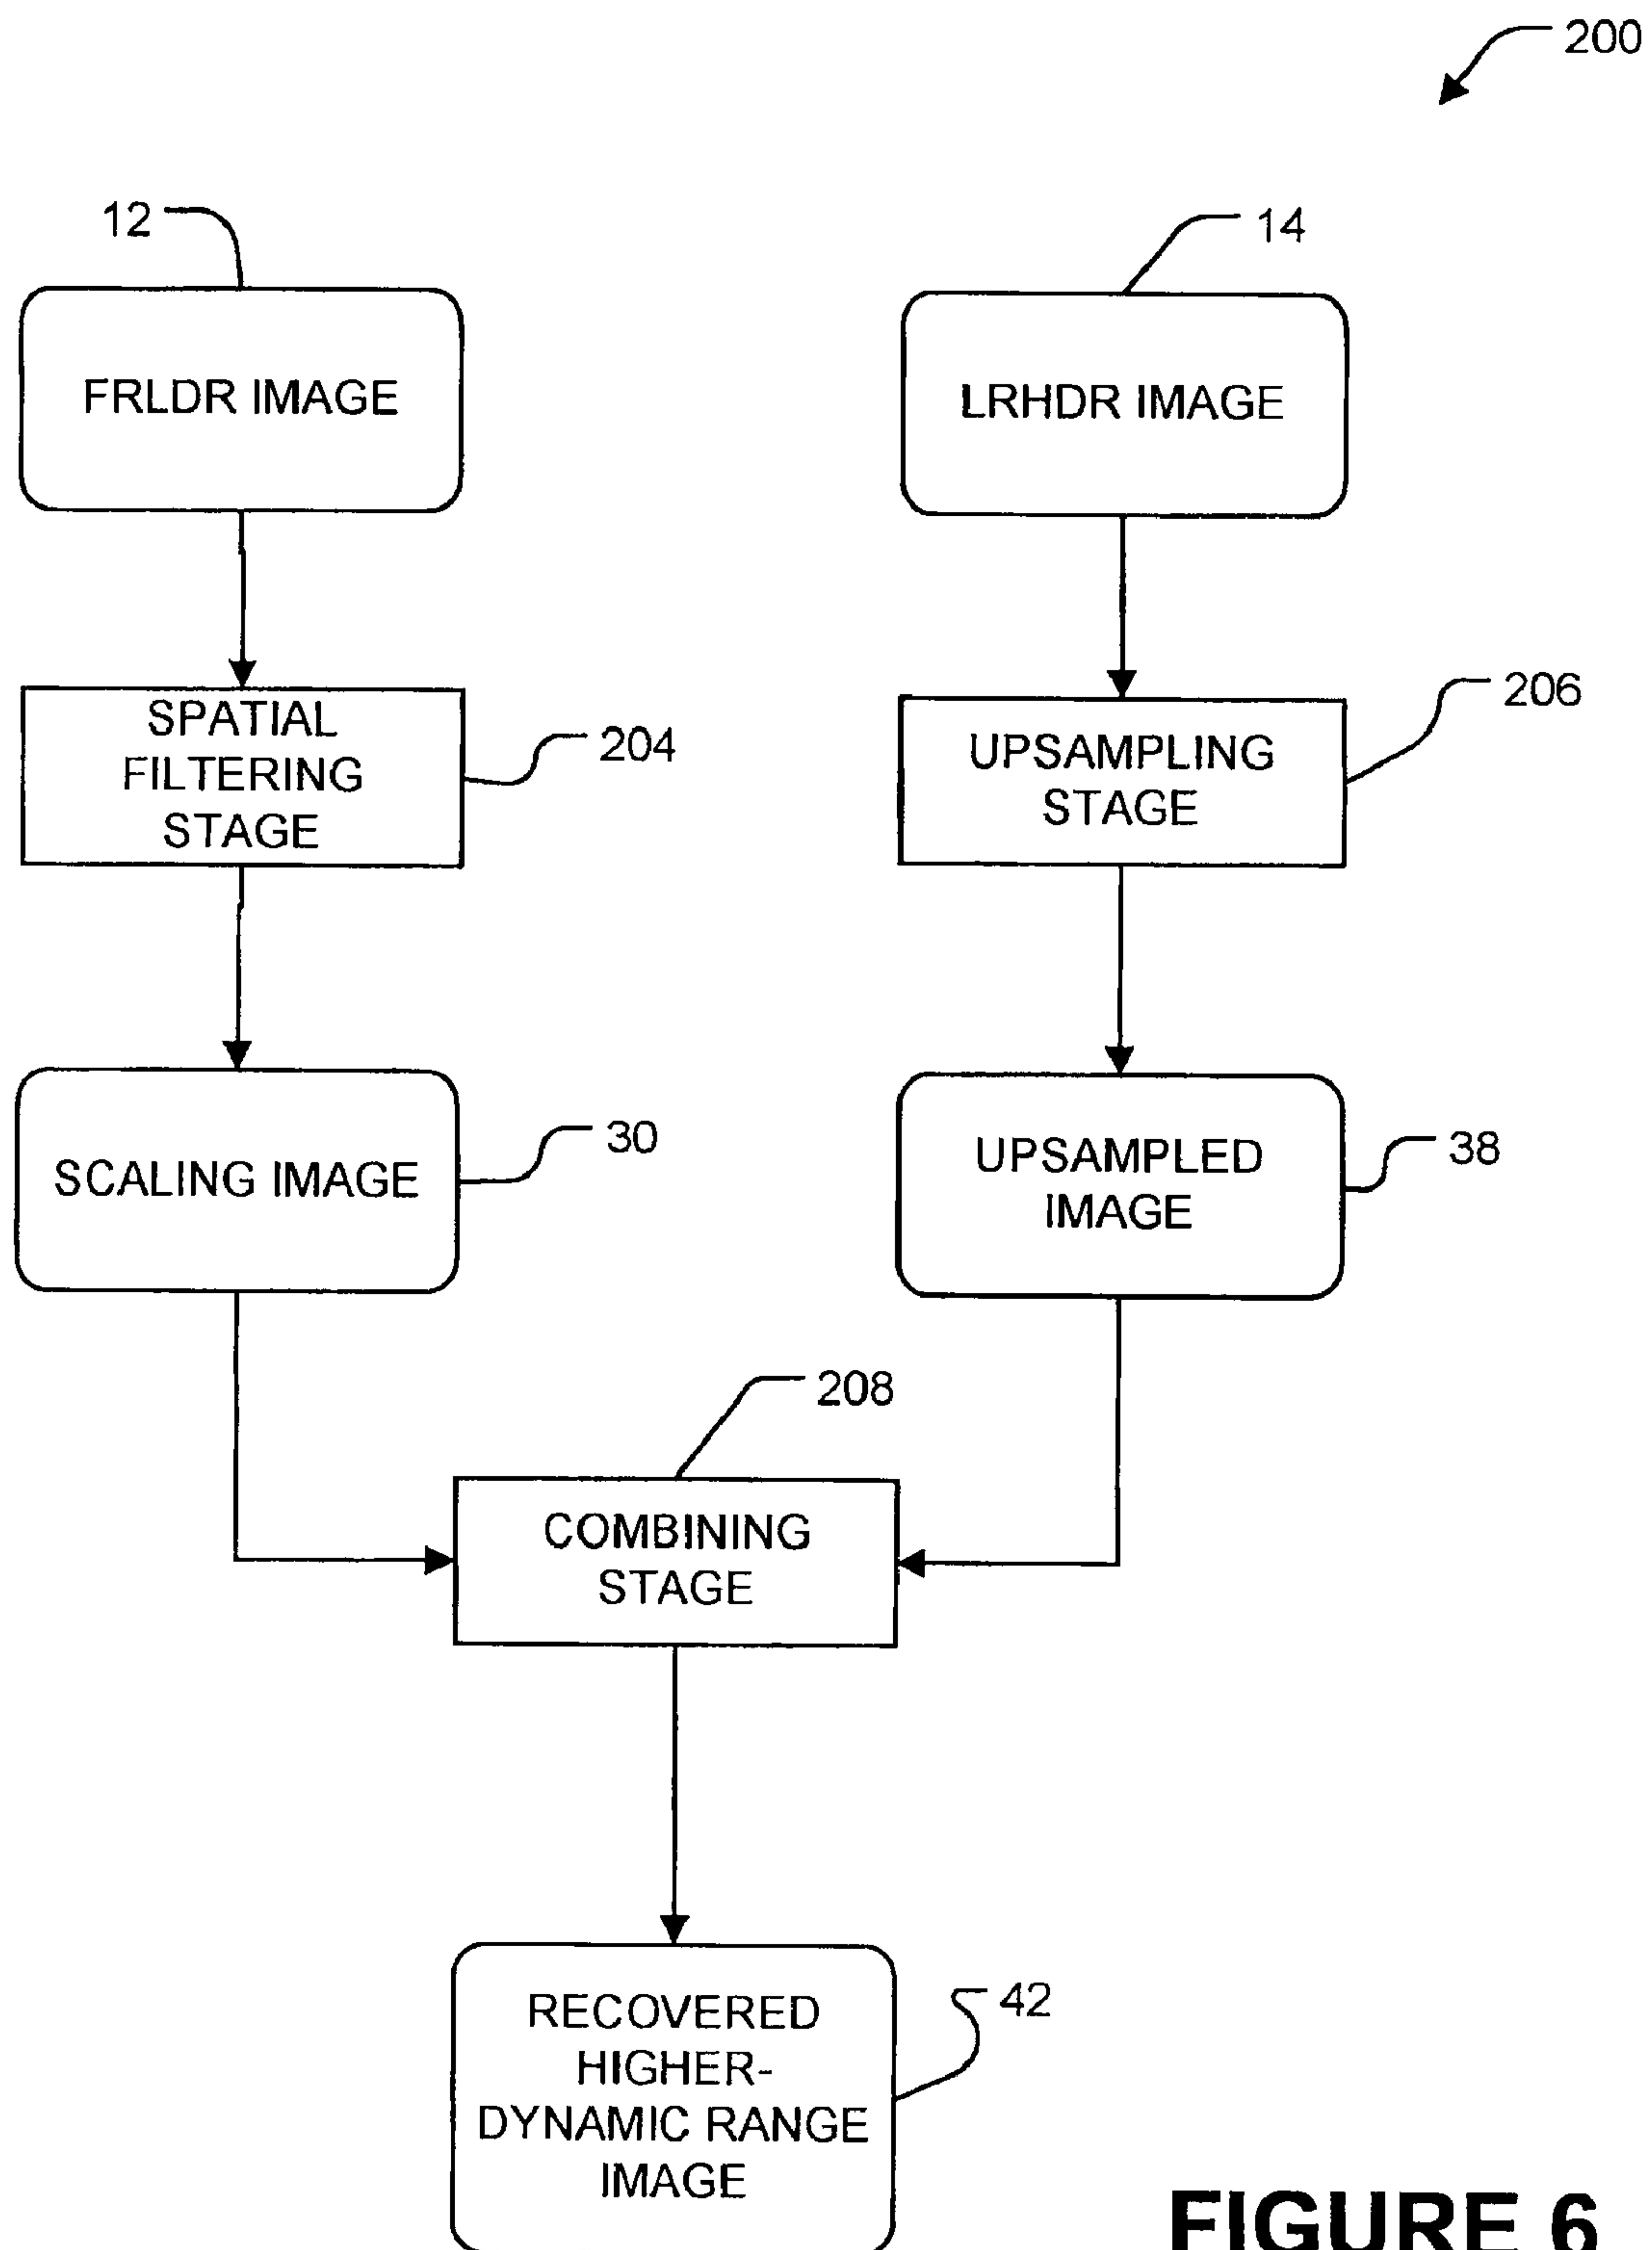 200
12
14
FRLDR IMAGE
LRHDR IMAGE
SPATIAL
FILTERING
STAGE
204
UPSAMPLING
STAGE
206
SCALING IMAGE
30
UPSAMPLED
IMAGE
38
208
COMBINING
STAGE
RECOVERED
HIGHER-
DYNAMIC RANGE
IMAGE
42
FIGURE 6